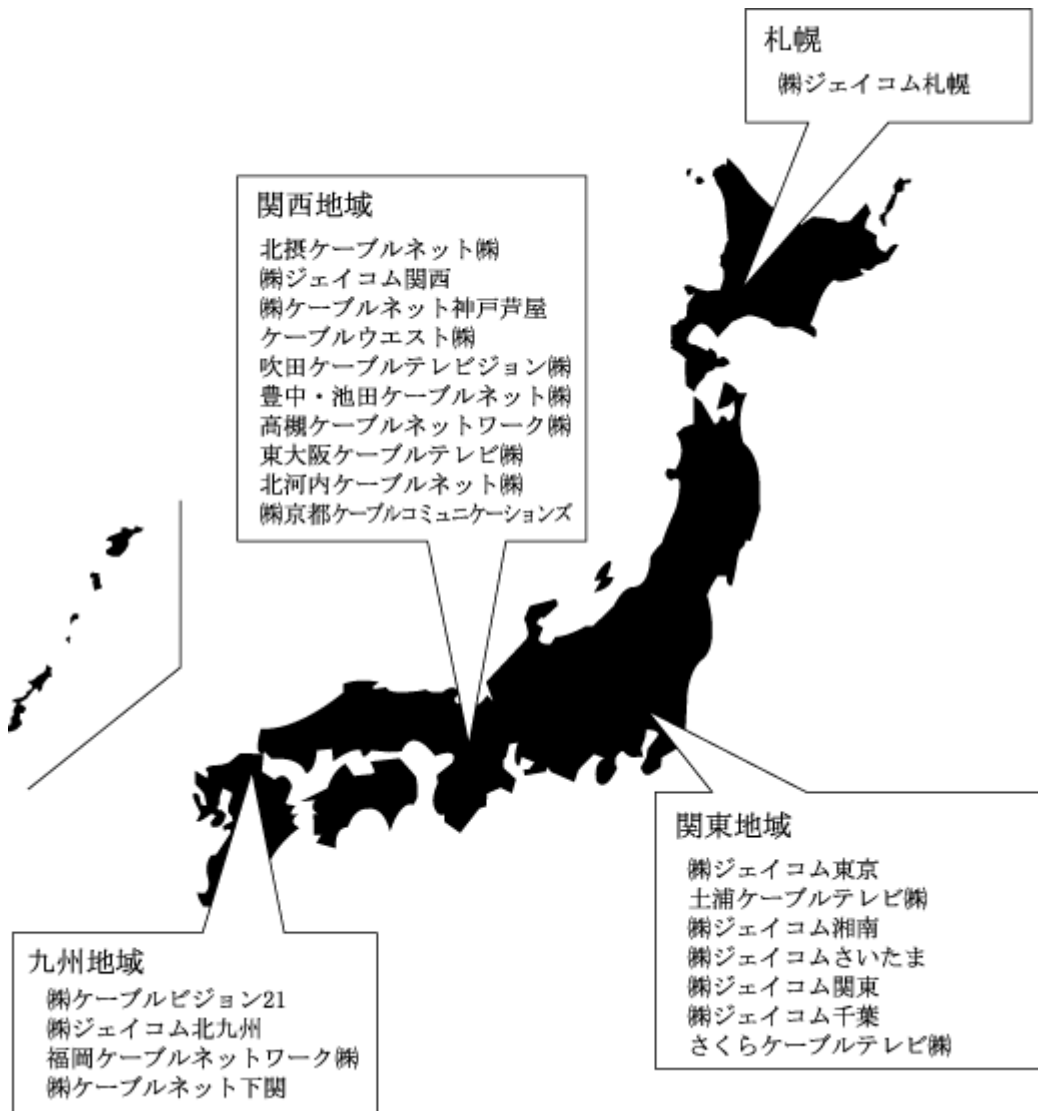 札幌
㈱ジェイコム札幌
関西地域
北摂ケーブルネット㈱
㈱ジェイコム関西
㈱ケーブルネット神戸芦屋
ケーブルウエスト㈱
吹田ケーブルテレビジョン㈱
豊中・池田ケーブルネット㈱
高槻ケーブルネットワーク㈱
東大阪ケーブルテレビ㈱
北河内ケーブルネット㈱
㈱京都ケーブルコミュニケーションズ
関東地域
㈱ジェイコム東京
土浦ケーブルテレビ㈱
㈱ジェイコム湘南
㈱ジェイコムさいたま
㈱ジェイコム関東
㈱ジェイコム千葉
さくらケーブルテレビ㈱
九州地域
㈱ケーブルビジョン21
㈱ジェイコム北九州
福岡ケーブルネットワーク㈱
㈱ケーブルネット下関